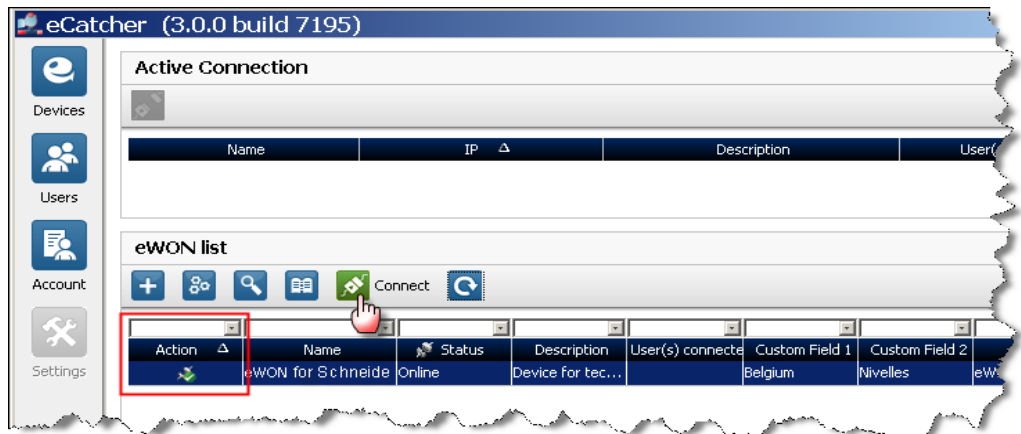 eCatcher (3.0.0 build 7195)
Devices
Users
Account
Settings
Active Connection
Name IP Description User(
eWON list
Connect
Action Name Status Description User(s) connecte Custom Field 1 Custom Field 2
eWON for Schneide Online Device for tec... Belgium Nivelles eW